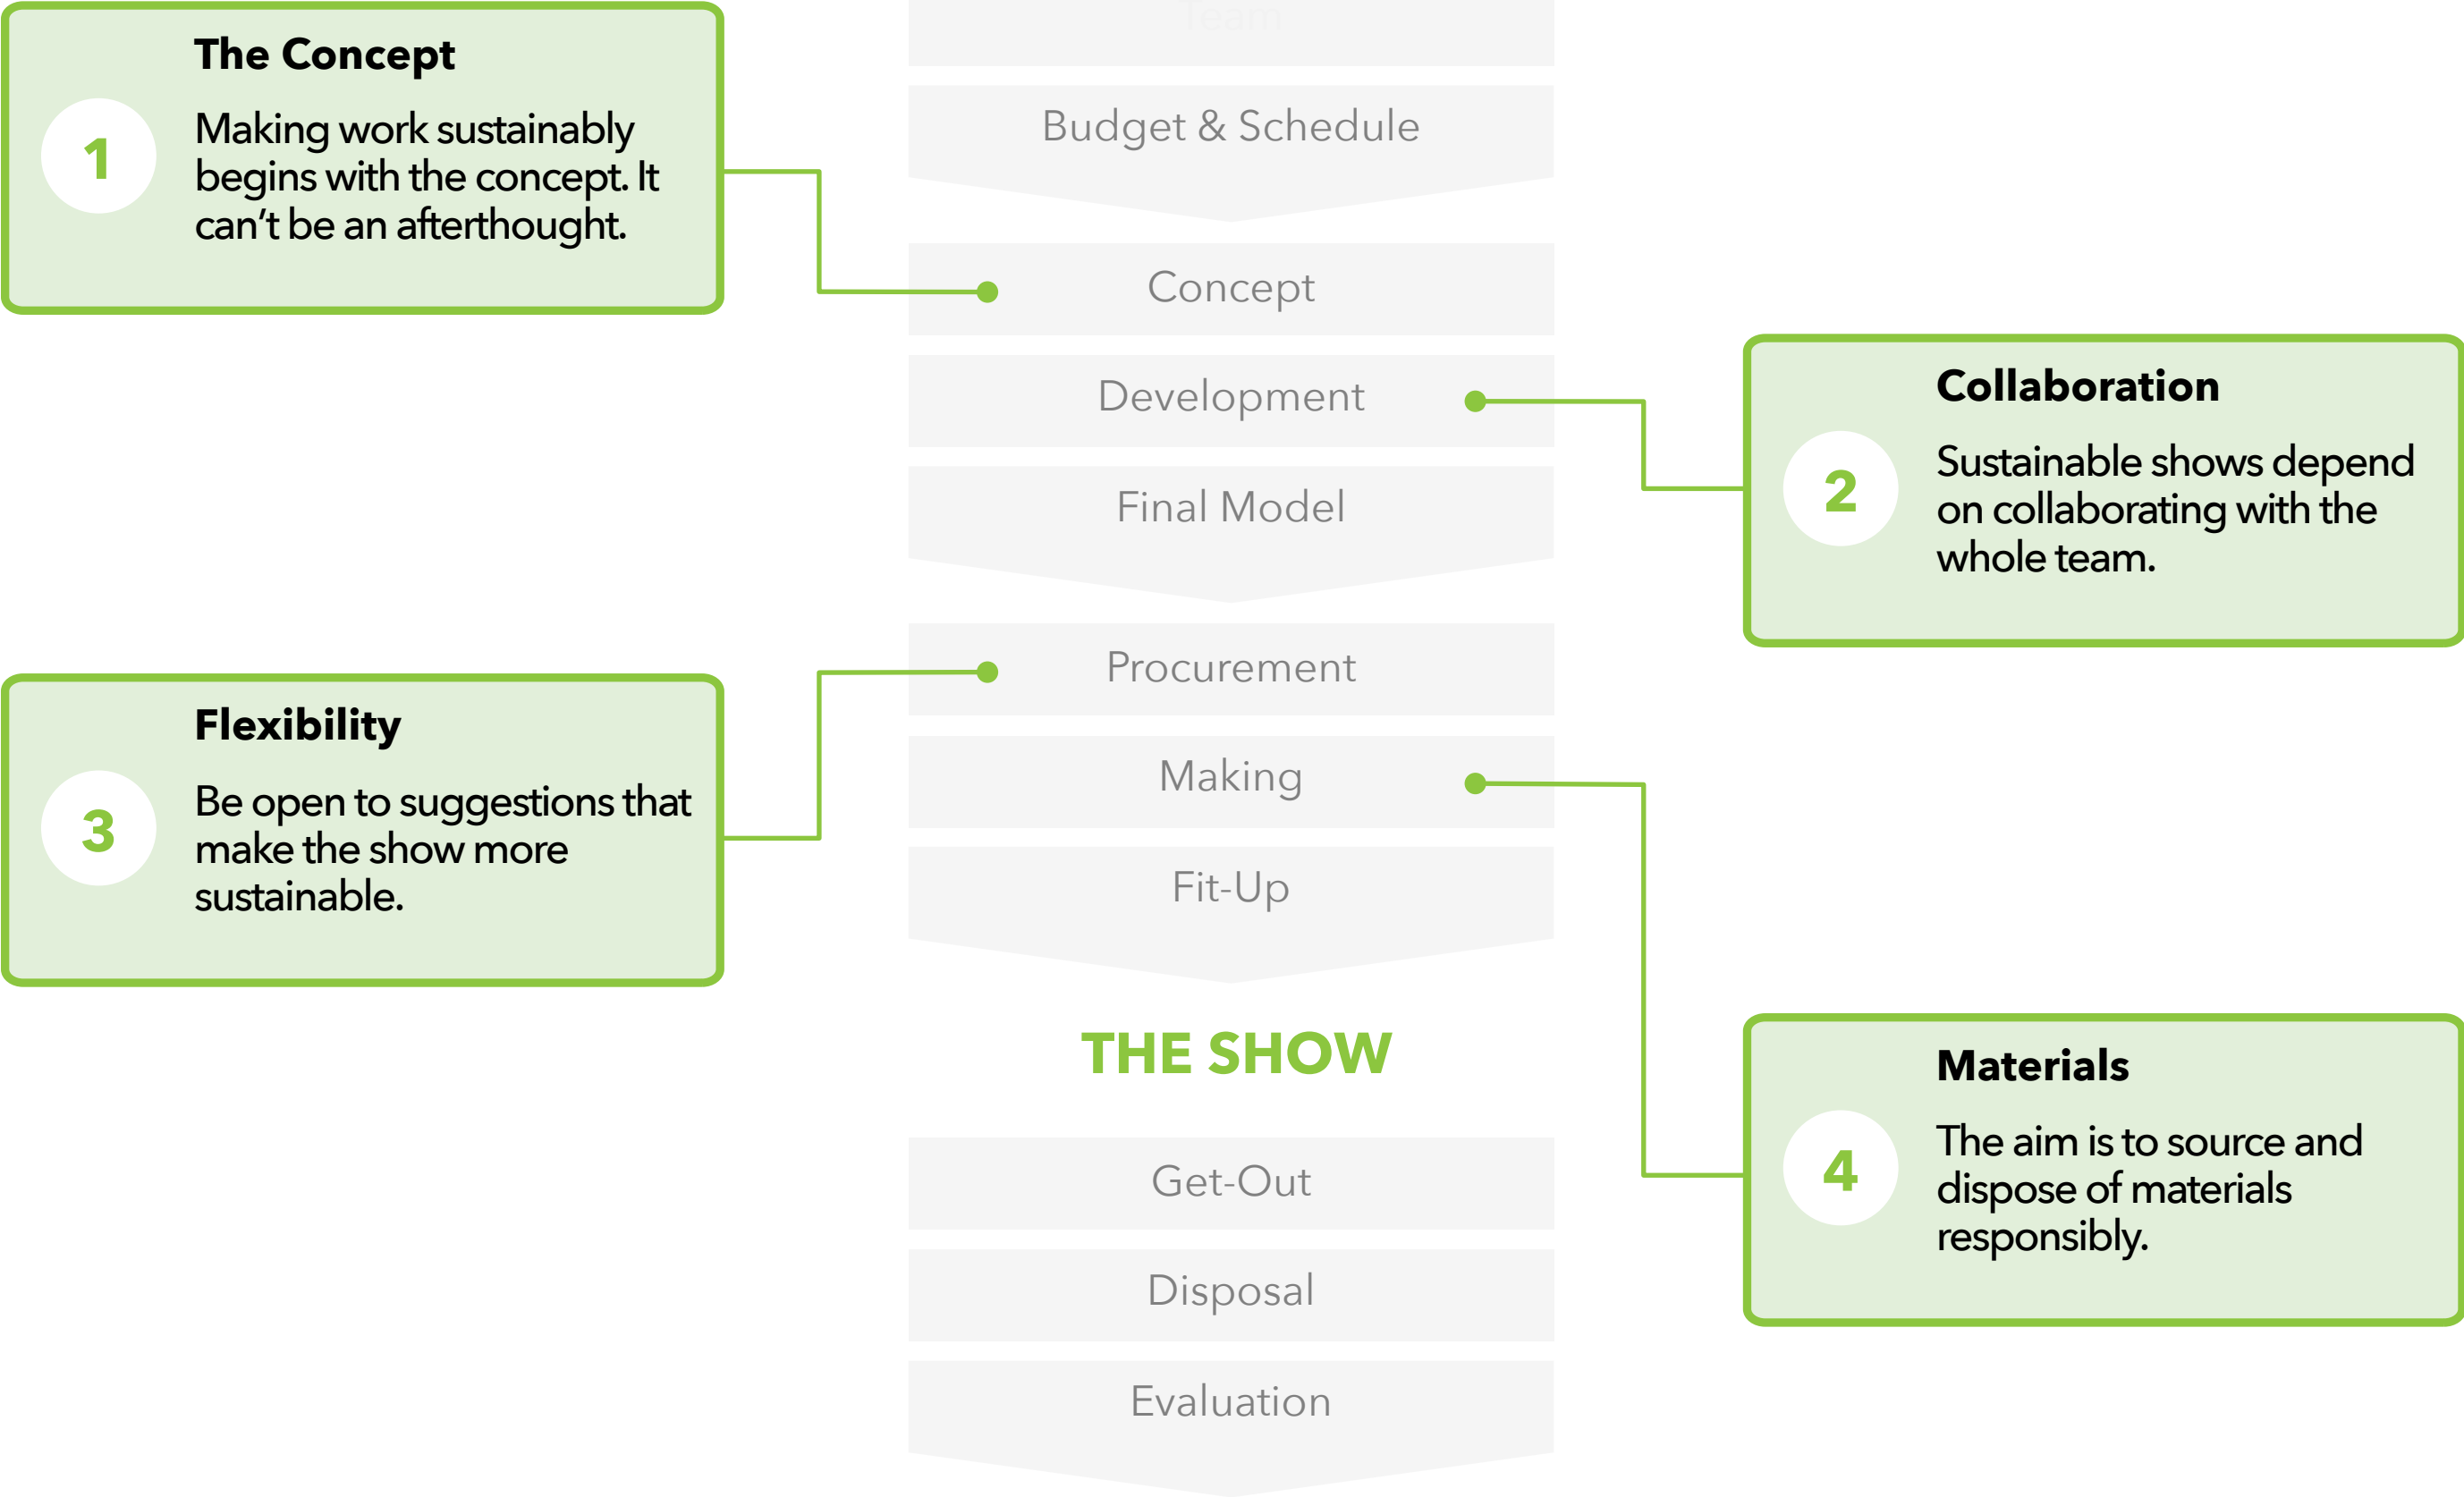 Team
The Concept
1
Making work sustainably
begins with the concept. It
can't be an afterthought.
Budget & Schedule
Concept
Development
Collaboration
2
Sustainable shows depend
on collaborating with the
whole team.
Final Model
Procurement
Flexibility
3
Be open to suggestions that
make the show more
sustainable.
Making
Fit-Up
THE SHOW
Materials
4
The aim is to source and
dispose of materials
responsibly.
Get-Out
Disposal
Evaluation